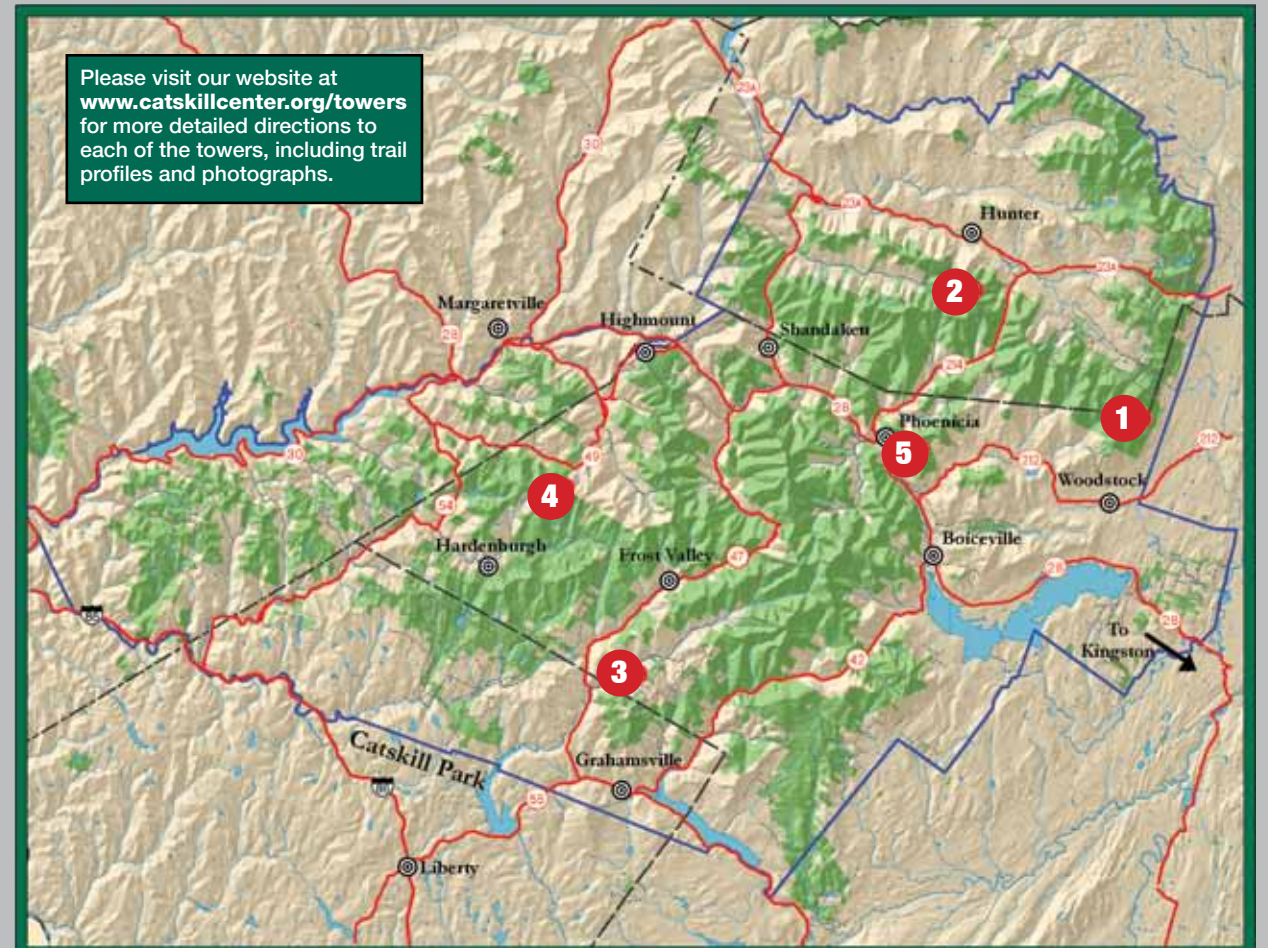 Please visit our website at
www.catskillcenter.org/towers
for more detailed directions to
each of the towers, including trail
profiles and photographs.
23A
30
23A
Hunter
23A
2
Margaretville
28
Highmount
Shandaken
214
28
1
Phoenicia
5
212
212
Woodstock
30
49
4
54
Hardenburgh
Frost Valley
47
Boiceville
28
28
To
Kingston
42
3
Catskill Park
Grahamsville
55
Liberty